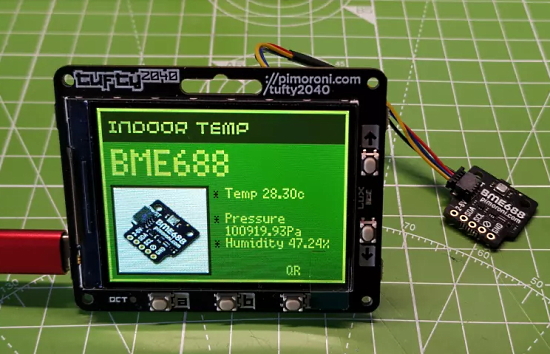 tufty2040
://pimoroni.com
/tufty2040
INDOOR TEMP
BME688
* Temp 28.30c
* Pressure
100919.93Pa
* Humidity 47.24%
QR
LUX
a
b
BME688
pimoroni.com